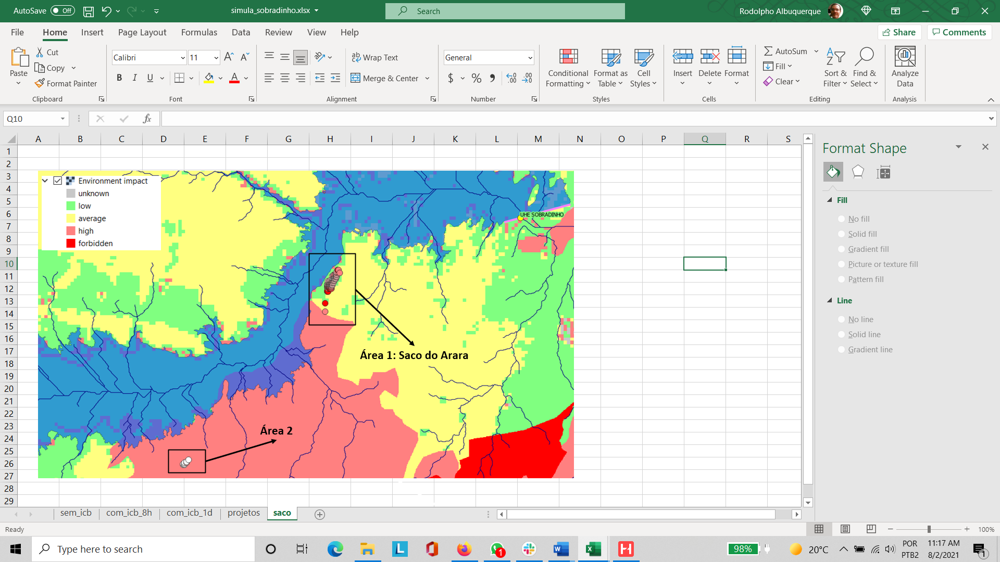 AutoSave Off simula_sobradinho.xlsx Search Rodolpho Albuquerque
File Home Insert Page Layout Formulas Data Review View Help Share Comments
Paste Cut Copy Format Painter Clipboard
Calibri 11 B I U A Font
Wrap Text Merge & Center Alignment
General $ % Number
Conditional Formatting Format as Table Cell Styles Styles
Insert Delete Format Cells
AutoSum Fill Clear Sort & Filter Find & Select Editing
Analyze Data Analysis
Q10 fx
A B C D E F G H I J K L M N O P Q R S
1
2
3
4
5
6
7
8
9
10
11
12
13
14
15
16
17
18
19
20
21
22
23
24
25
26
27
28
29
Environment impact
unknown
low
average
high
forbidden
UHE SOBRADINHO
Área 1: Saco do Arara
Área 2
Format Shape
Fill
No fill
Solid fill
Gradient fill
Picture or texture fill
Pattern fill
Line
No line
Solid line
Gradient line
sem_icb com_icb_8h com_icb_1d projetos saco
Ready 100%
Type here to search 1 98% 20°C POR PTB2 11:17 AM 8/2/2021 1